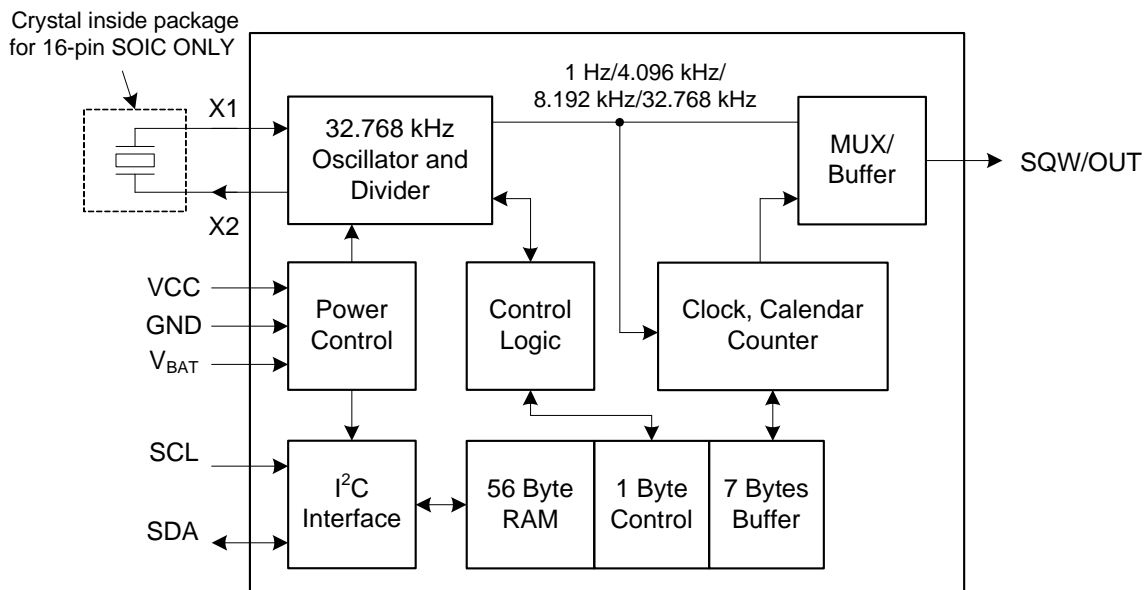 Crystal inside package
for 16-pin SOIC ONLY
X1
X2
1 Hz/4.096 kHz/
8.192 kHz/32.768 kHz
32.768 kHz
Oscillator and
Divider
MUX/
Buffer
SQW/OUT
VCC
GND
VBAT
Power
Control
Control
Logic
Clock, Calendar
Counter
SCL
SDA
I²C
Interface
56 Byte
RAM
1 Byte
Control
7 Bytes
Buffer